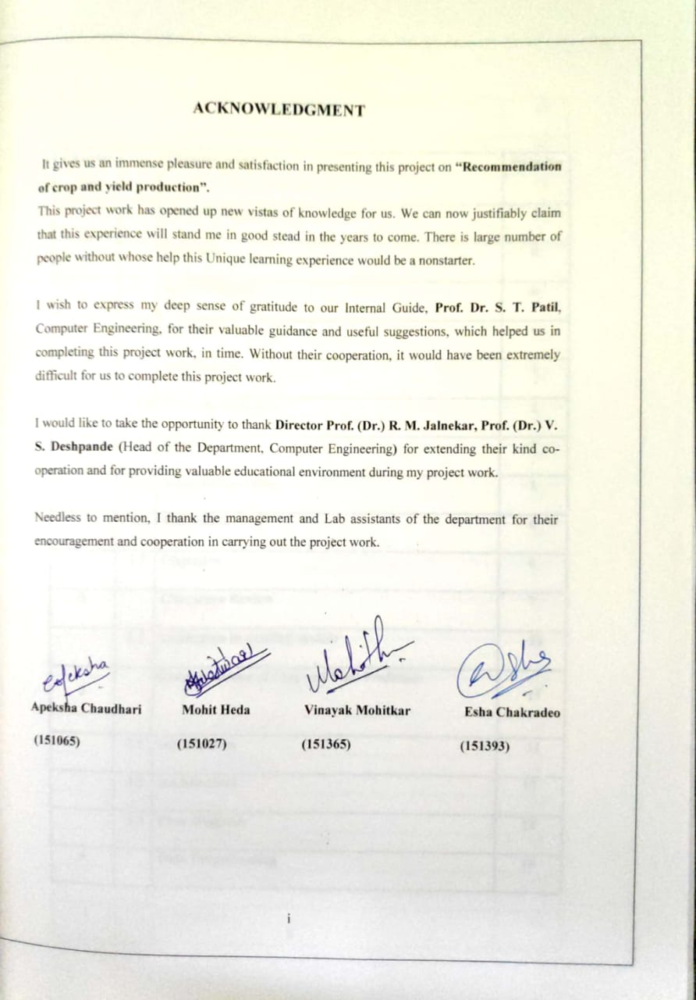 ACKNOWLEDGMENT
It gives us an immense pleasure and satisfaction in presenting this project on “Recommendation
of crop and yield production”.
This project work has opened up new vistas of knowledge for us. We can now justifiably claim
that this experience will stand me in good stead in the years to come. There is large number of
people without whose help this Unique learning experience would be a nonstarter.
I wish to express my deep sense of gratitude to our Internal Guide, Prof. Dr. S. T. Patil,
Computer Engineering, for their valuable guidance and useful suggestions, which helped us in
completing this project work, in time. Without their cooperation, it would have been extremely
difficult for us to complete this project work.
I would like to take the opportunity to thank Director Prof. (Dr.) R. M. Jalnekar, Prof. (Dr.) V.
S. Deshpande (Head of the Department, Computer Engineering) for extending their kind co-
operation and for providing valuable educational environment during my project work.
Needless to mention, I thank the management and Lab assistants of the department for their
encouragement and cooperation in carrying out the project work.
Apeksha Chaudhari Mohit Heda Vinayak Mohitkar Esha Chakradeo
(151065) (151027) (151365) (151393)
i